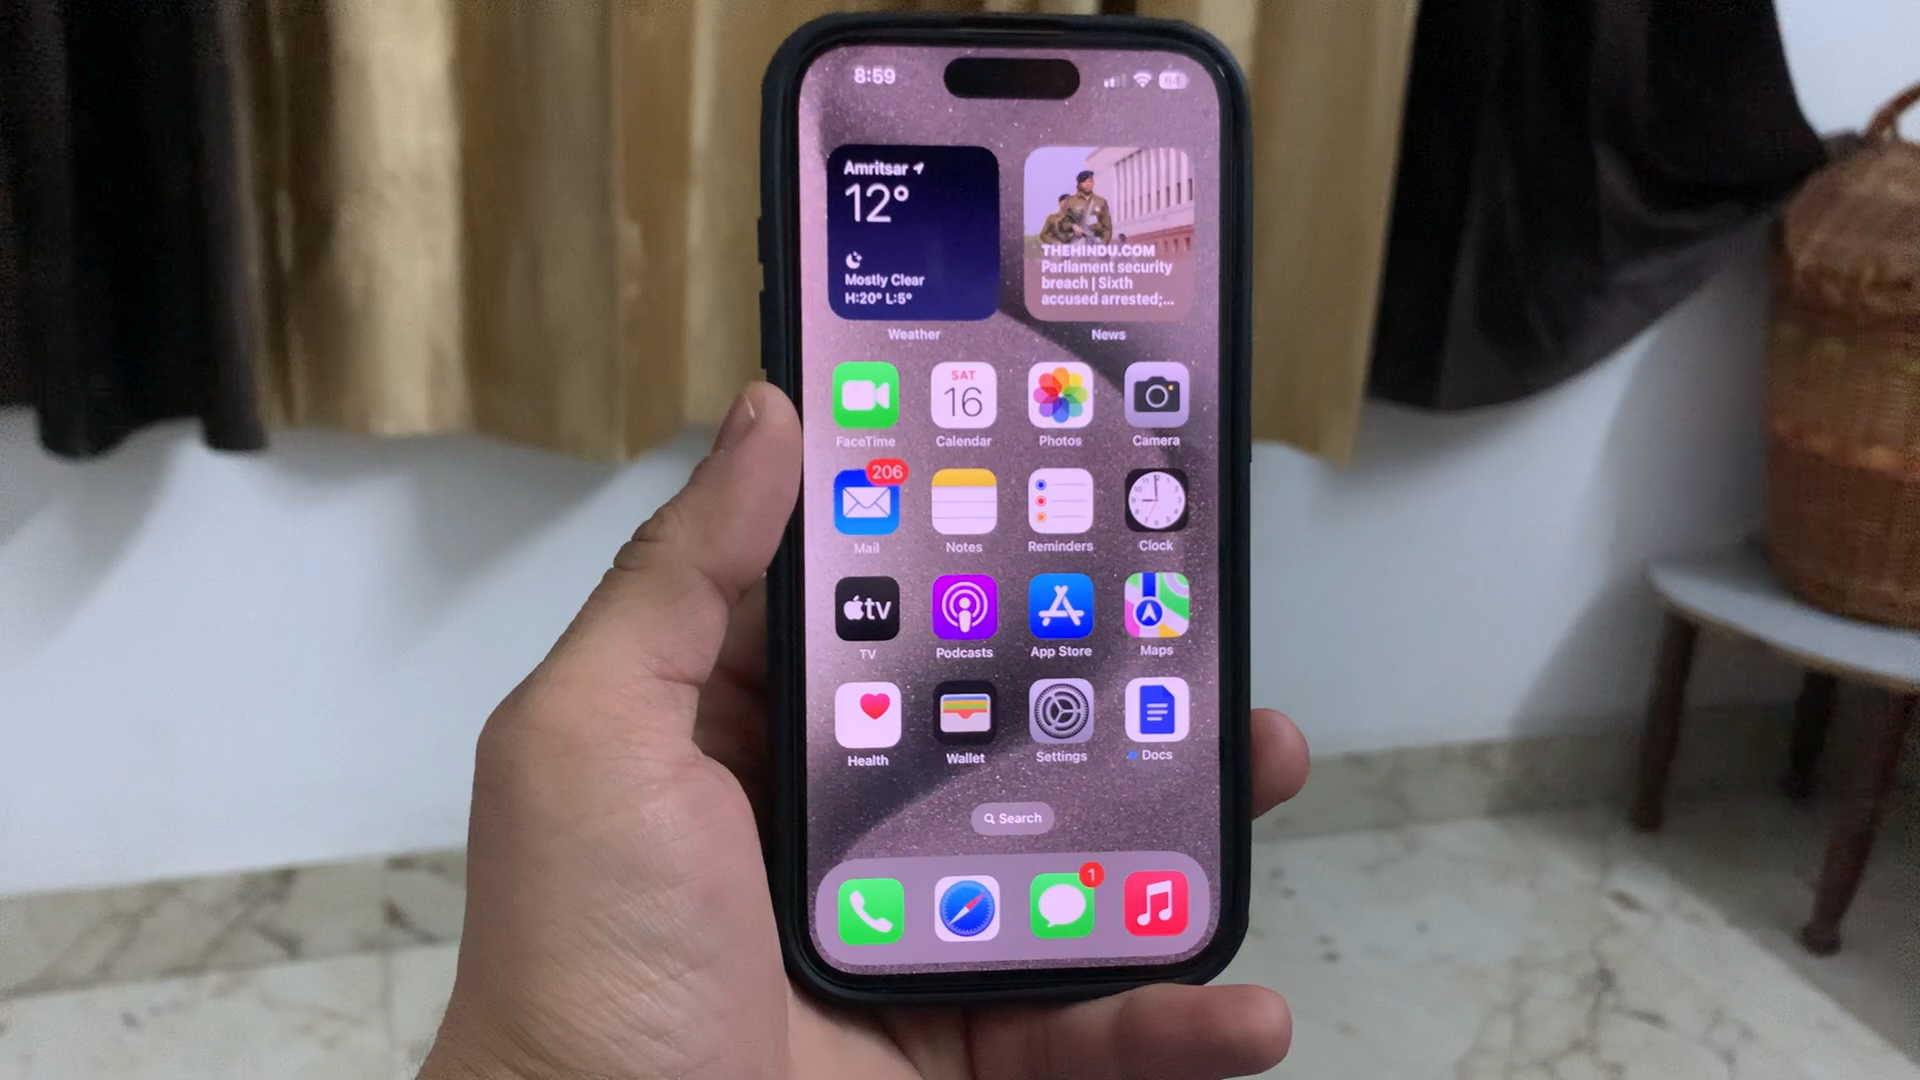 8:59
64
Amritsar
12°
Mostly Clear
H:20° L:5°
Weather
THEHINDU.COM
Parliament security
breach | Sixth
accused arrested;...
News
FaceTime
SAT
16
Calendar
Photos
Camera
206
Mail
Notes
Reminders
Clock
tv
TV
Podcasts
App Store
Maps
Health
Wallet
Settings
Docs
Search
1